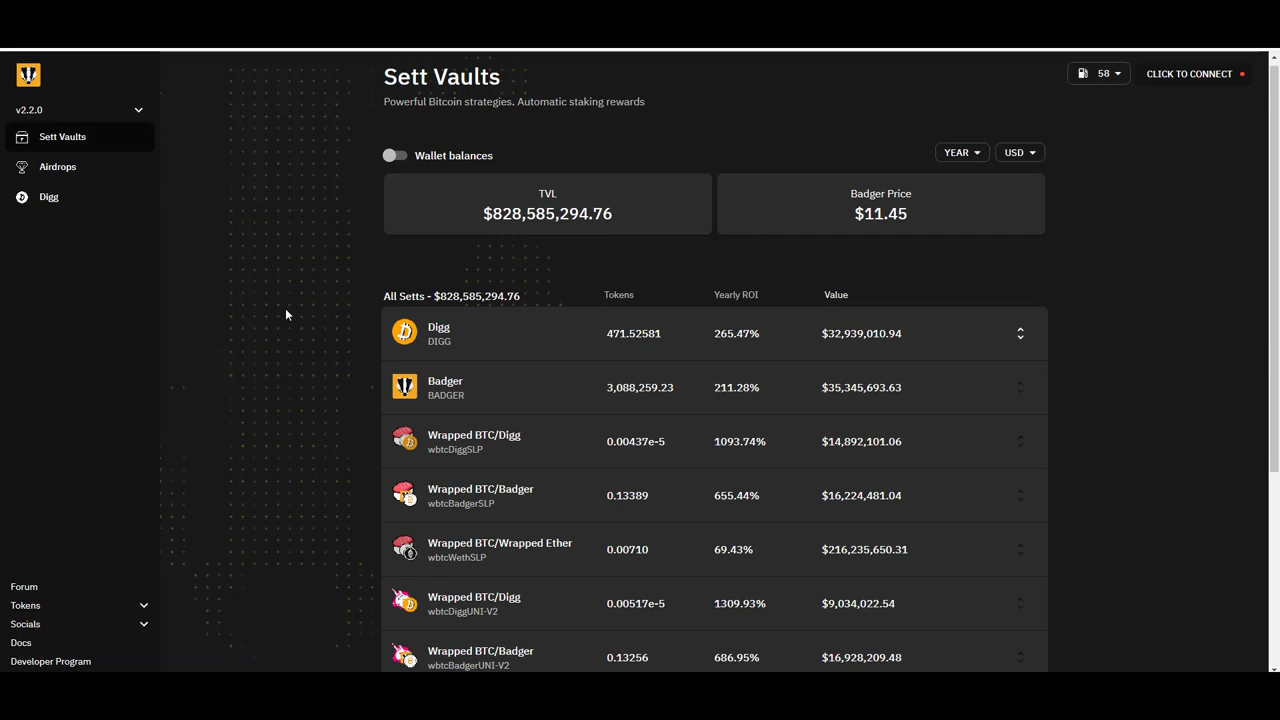 v2.2.0
Sett Vaults
Airdrops
Digg
Forum
Tokens
Socials
Docs
Developer Program
Sett Vaults
58
CLICK TO CONNECT
Powerful Bitcoin strategies. Automatic staking rewards
Wallet balances
YEAR
USD
TVL
$828,585,294.76
Badger Price
$11.45
All Setts - $828,585,294.76 Tokens Yearly ROI Value
Digg
DIGG
471.52581 265.47% $32,939,010.94
Badger
BADGER
3,088,259.23 211.28% $35,345,693.63
Wrapped BTC/Digg
wbtcDiggSLP
0.00437e-5 1093.74% $14,892,101.06
Wrapped BTC/Badger
wbtcBadgerSLP
0.13389 655.44% $16,224,481.04
Wrapped BTC/Wrapped Ether
wbtcWethSLP
0.00710 69.43% $216,235,650.31
Wrapped BTC/Digg
wbtcDiggUNI-V2
0.00517e-5 1309.93% $9,034,022.54
Wrapped BTC/Badger
wbtcBadgerUNI-V2
0.13256 686.95% $16,928,209.48